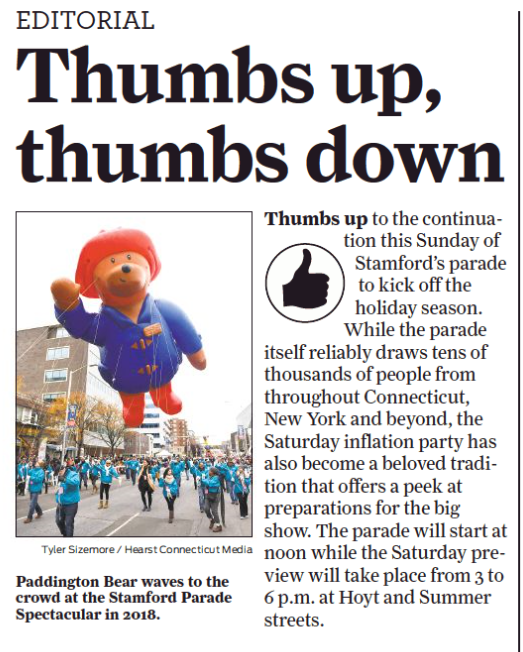 EDITORIAL
Thumbs up,
thumbs down
Tyler Sizemore / Hearst Connecticut Media
Paddington Bear waves to the
crowd at the Stamford Parade
Spectacular in 2018.
Thumbs up to the continua-
tion this Sunday of
Stamford’s parade
to kick off the
holiday season.
While the parade
itself reliably draws tens of
thousands of people from
throughout Connecticut,
New York and beyond, the
Saturday inflation party has
also become a beloved tradi-
tion that offers a peek at
preparations for the big
show. The parade will start at
noon while the Saturday pre-
view will take place from 3 to
6 p.m. at Hoyt and Summer
streets.